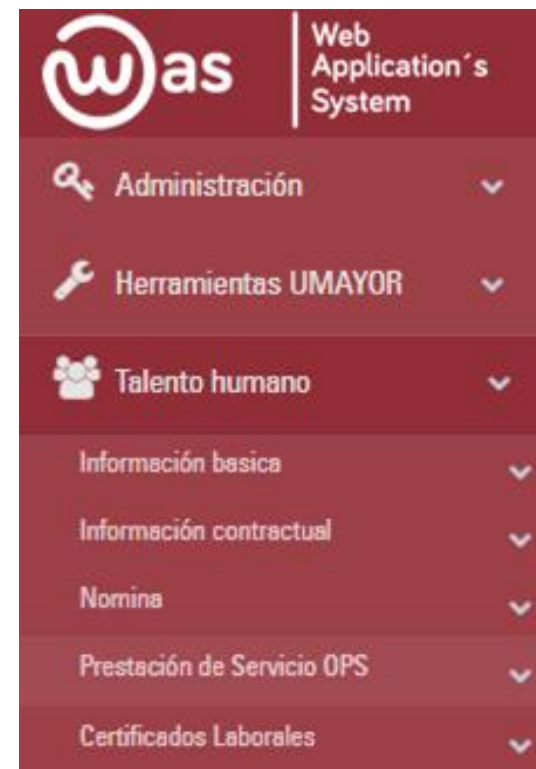 was
Web
Application´s
System
Administración
Herramientas UMAYOR
Talento humano
Información basica
Información contractual
Nomina
Prestación de Servicio OPS
Certificados Laborales